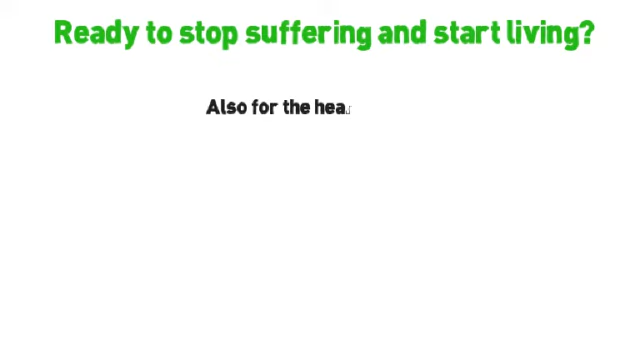 Ready to stop suffering and start living?
Also for the hea